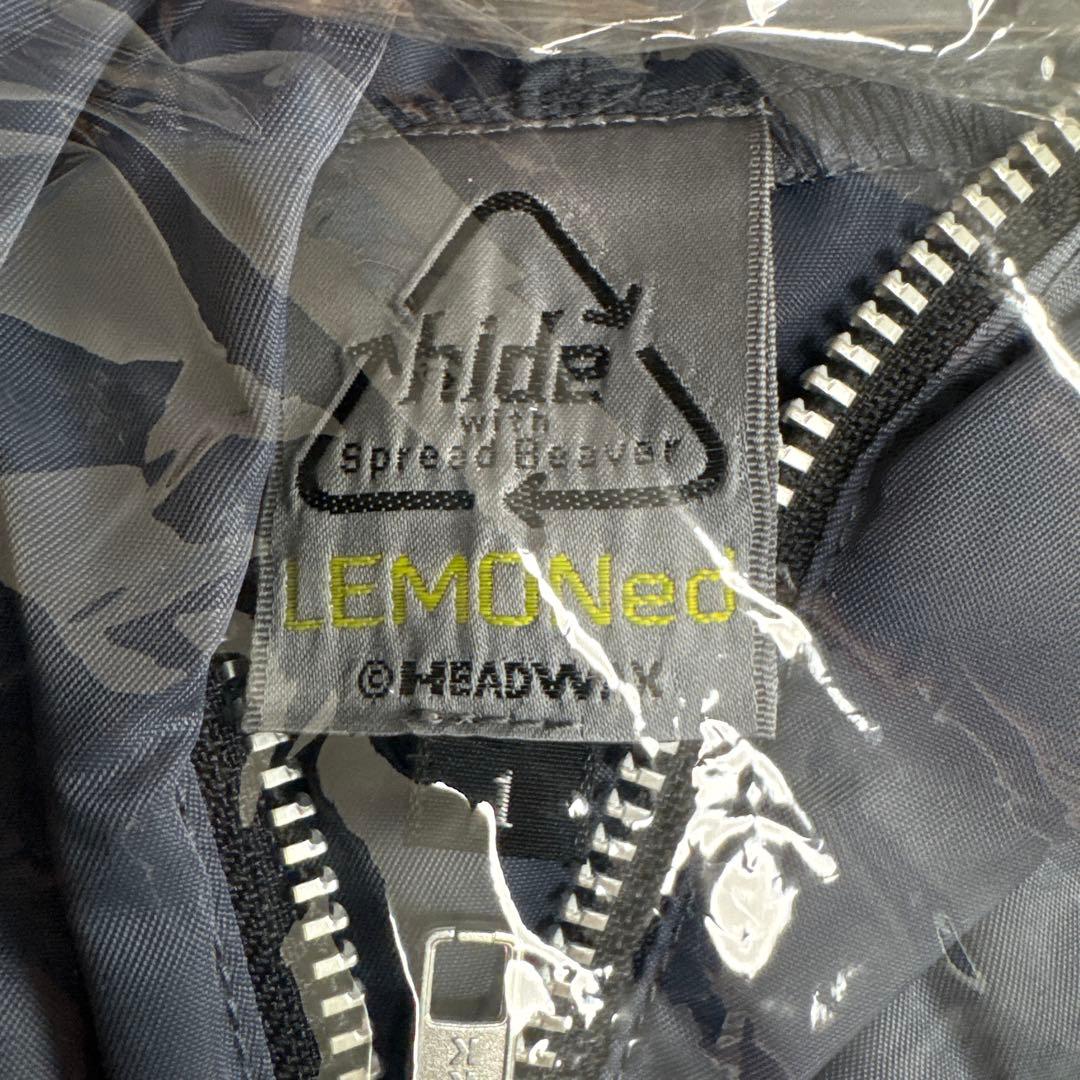 hide
with
Spread Beaver
LEMONed
©HEADWAX